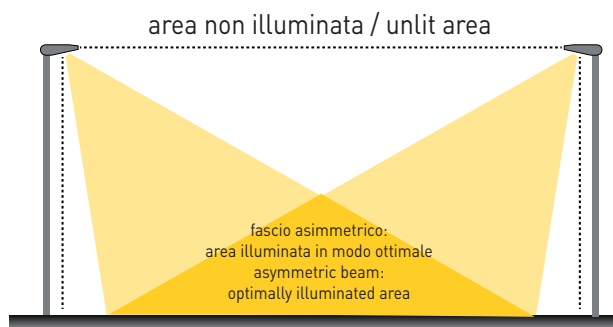 area non illuminata / unlit area
fascio asimmetrico:
area illuminata in modo ottimale
asymmetric beam:
optimally illuminated area